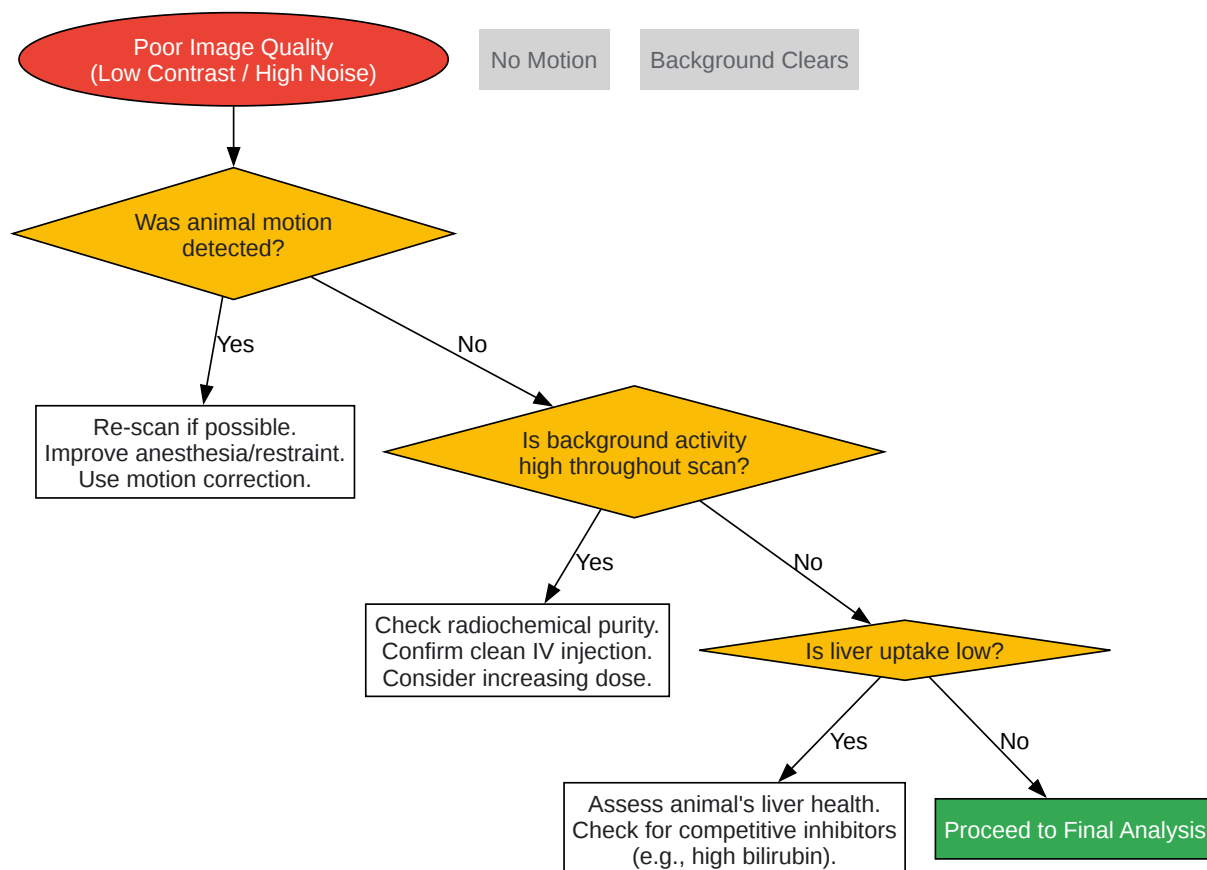 Poor Image Quality
(Low Contrast / High Noise)
No Motion
Background Clears
Was animal motion
detected?
Yes
No
Re-scan if possible.
Improve anesthesia/restraint.
Use motion correction.
Is background activity
high throughout scan?
Yes
No
Check radiochemical purity.
Confirm clean IV injection.
Consider increasing dose.
Is liver uptake low?
Yes
No
Assess animal's liver health.
Check for competitive inhibitors
(e.g., high bilirubin).
Proceed to Final Analysis